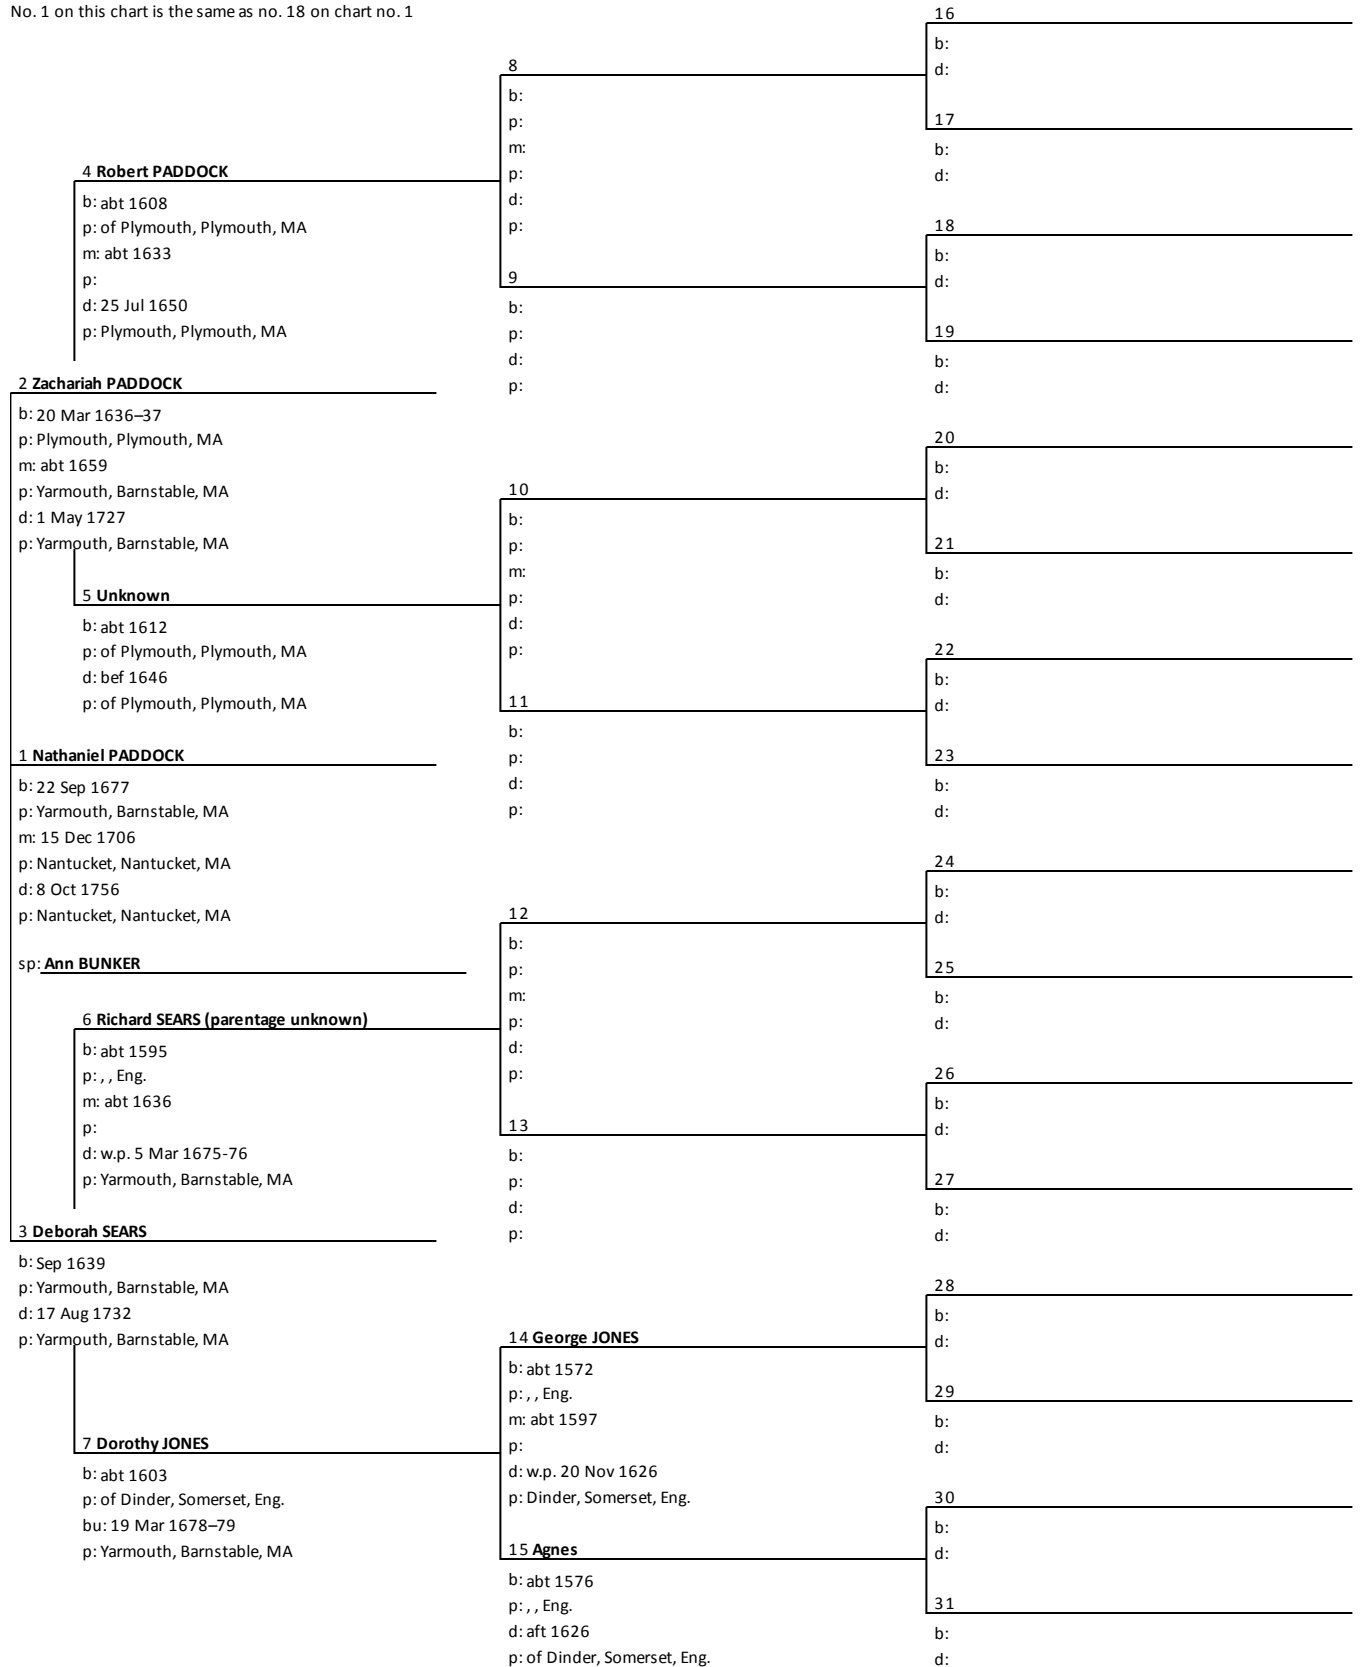 No. 1 on this chart is the same as no. 18 on chart no. 1
4 Robert PADDOCK
b: abt 1608
p: of Plymouth, Plymouth, MA
m: abt 1633
p:
d: 25 Jul 1650
p: Plymouth, Plymouth, MA
2 Zachariah PADDOCK
b: 20 Mar 1636–37
p: Plymouth, Plymouth, MA
m: abt 1659
p: Yarmouth, Barnstable, MA
d: 1 May 1727
p: Yarmouth, Barnstable, MA
5 Unknown
b: abt 1612
p: of Plymouth, Plymouth, MA
d: bef 1646
p: of Plymouth, Plymouth, MA
1 Nathaniel PADDOCK
b: 22 Sep 1677
p: Yarmouth, Barnstable, MA
m: 15 Dec 1706
p: Nantucket, Nantucket, MA
d: 8 Oct 1756
p: Nantucket, Nantucket, MA
sp: Ann BUNKER
6 Richard SEARS (parentage unknown)
b: abt 1595
p: , , Eng.
m: abt 1636
p:
d: w.p. 5 Mar 1675-76
p: Yarmouth, Barnstable, MA
3 Deborah SEARS
b: Sep 1639
p: Yarmouth, Barnstable, MA
d: 17 Aug 1732
p: Yarmouth, Barnstable, MA
7 Dorothy JONES
b: abt 1603
p: of Dinder, Somerset, Eng.
bu: 19 Mar 1678–79
p: Yarmouth, Barnstable, MA
8
b:
p:
m:
p:
d:
p:
9
b:
p:
d:
p:
10
b:
p:
m:
p:
d:
p:
11
b:
p:
d:
p:
12
b:
p:
m:
p:
d:
p:
13
b:
p:
d:
p:
14 George JONES
b: abt 1572
p: , , Eng.
m: abt 1597
p:
d: w.p. 20 Nov 1626
p: Dinder, Somerset, Eng.
15 Agnes
b: abt 1576
p: , , Eng.
d: aft 1626
p: of Dinder, Somerset, Eng.
16
b:
d:
17
b:
d:
18
b:
d:
19
b:
d:
20
b:
d:
21
b:
d:
22
b:
d:
23
b:
d:
24
b:
d:
25
b:
d:
26
b:
d:
27
b:
d:
28
b:
d:
29
b:
d:
30
b:
d:
31
b:
d: